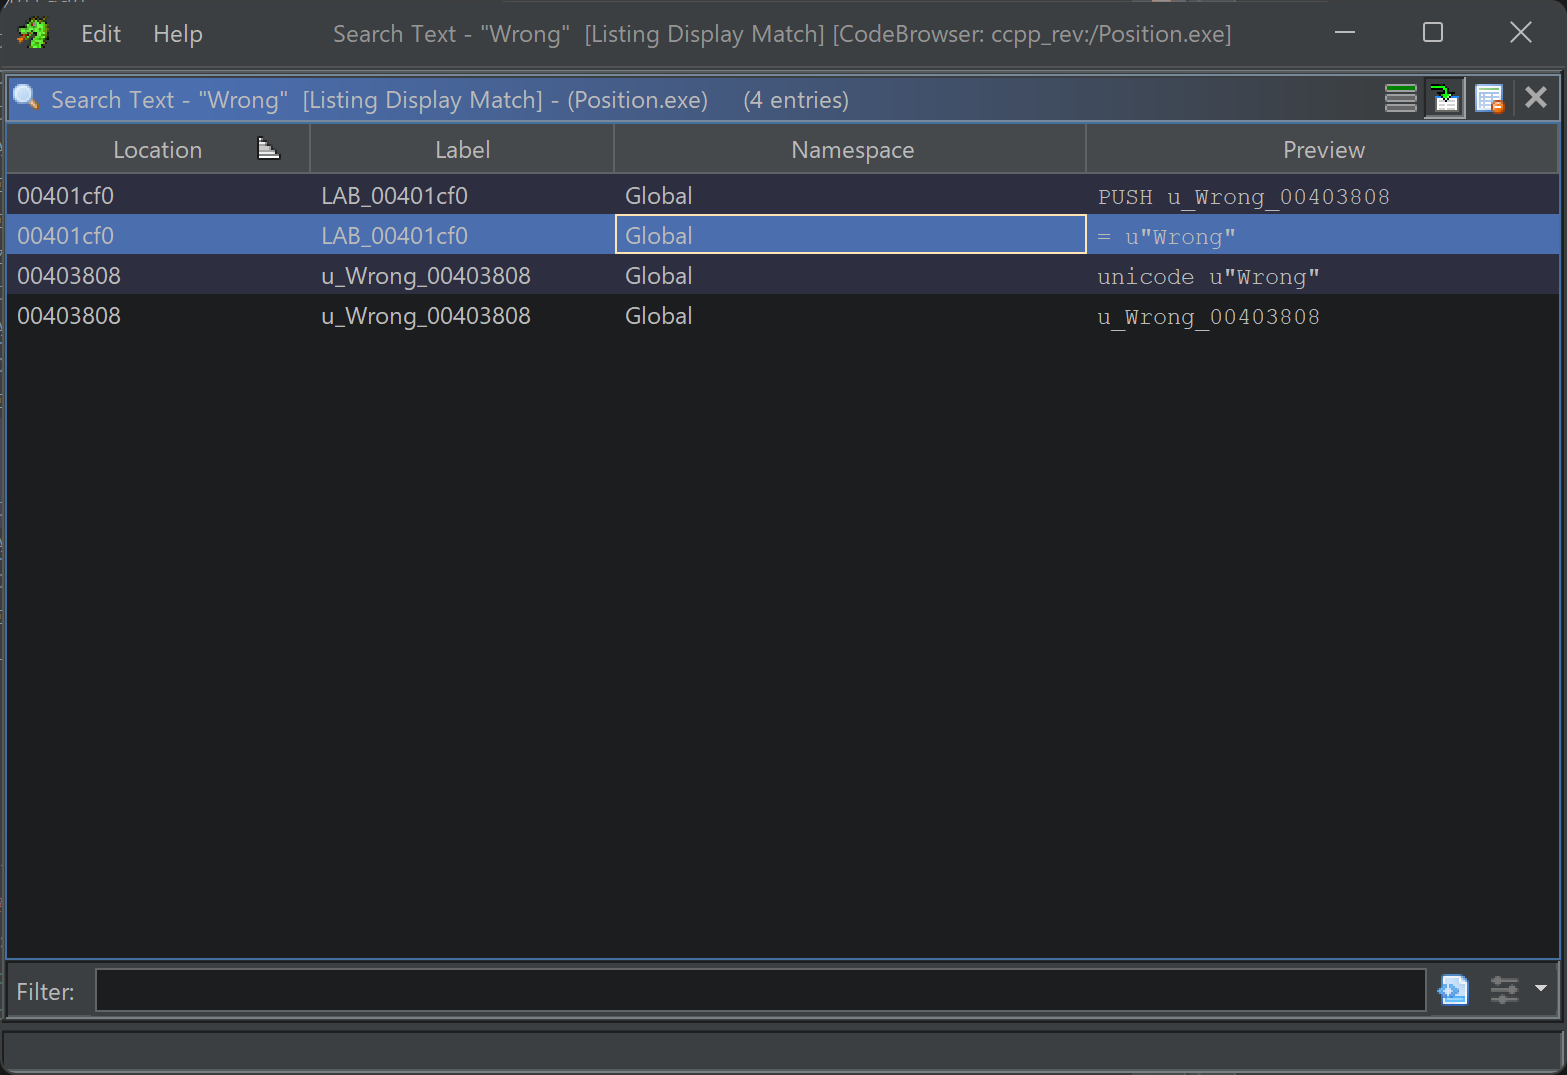 Edit Help Search Text - "Wrong" [Listing Display Match] [CodeBrowser: ccpp_rev:/Position.exe]
Search Text - "Wrong" [Listing Display Match] - (Position.exe) (4 entries)
Location Label Namespace Preview
00401cf0 LAB_00401cf0 Global PUSH u_Wrong_00403808
00401cf0 LAB_00401cf0 Global = u"Wrong"
00403808 u_Wrong_00403808 Global unicode u"Wrong"
00403808 u_Wrong_00403808 Global u_Wrong_00403808
Filter: